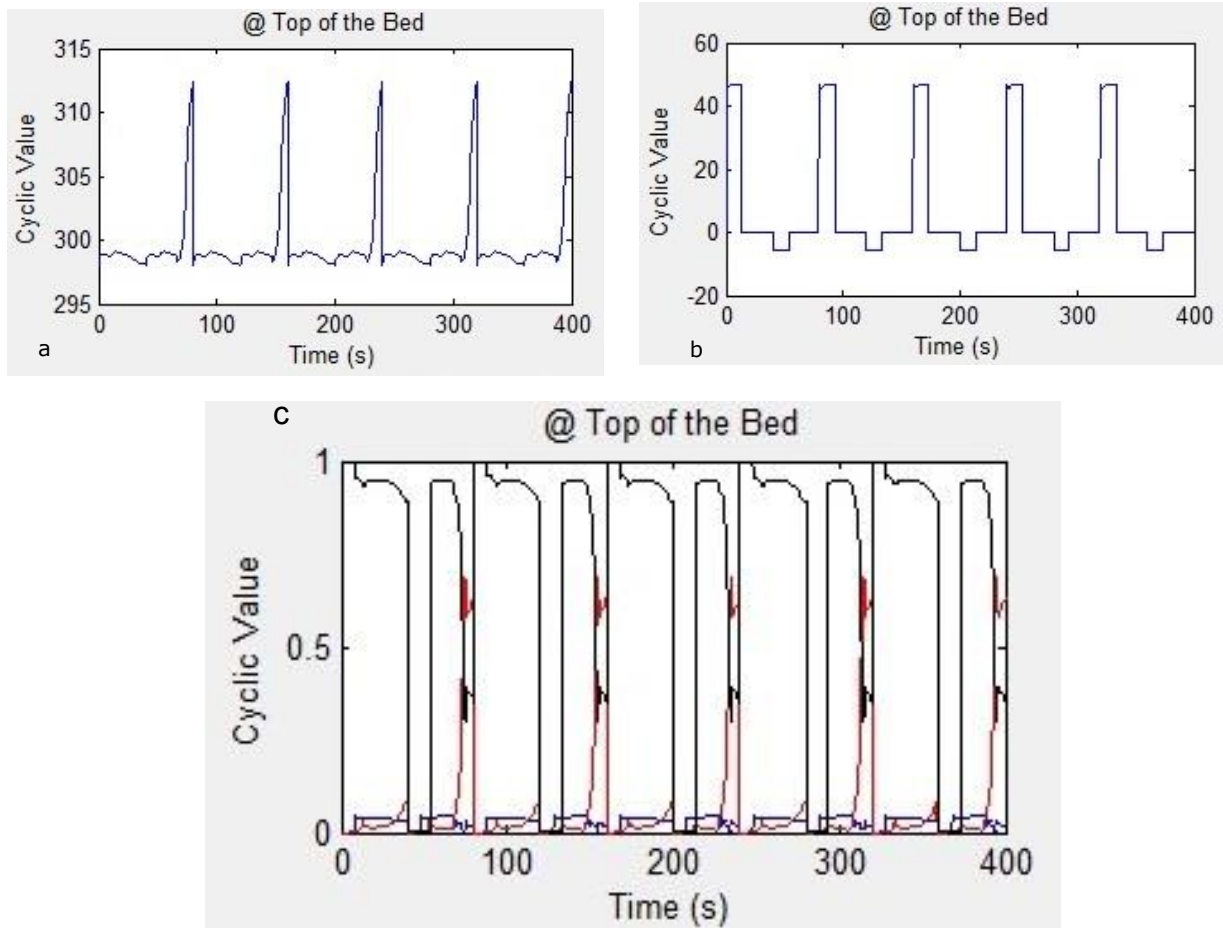 @ Top of the Bed
315
310
305
300
295
Cyclic Value
0 100 200 300 400
Time (s)
a
@ Top of the Bed
60
40
20
0
-20
Cyclic Value
0 100 200 300 400
Time (s)
b
c
@ Top of the Bed
1
0.5
0
Cyclic Value
0 100 200 300 400
Time (s)